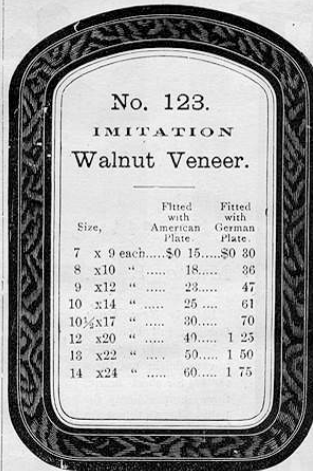 No. 123.
IMITATION
Walnut Veneer.
Fitted Fitted
with with
Size, American German
Plate. Plate.
7 x 9 each.....$0 15.....$0 30
8 x10 " ..... 18..... 36
9 x12 " ..... 23..... 47
10 x14 " ..... 25 .... 61
10½x17 " ..... 30..... 70
12 x20 " ..... 40..... 1 25
13 x22 " ..... 50..... 1 50
14 x24 " ..... 60..... 1 75